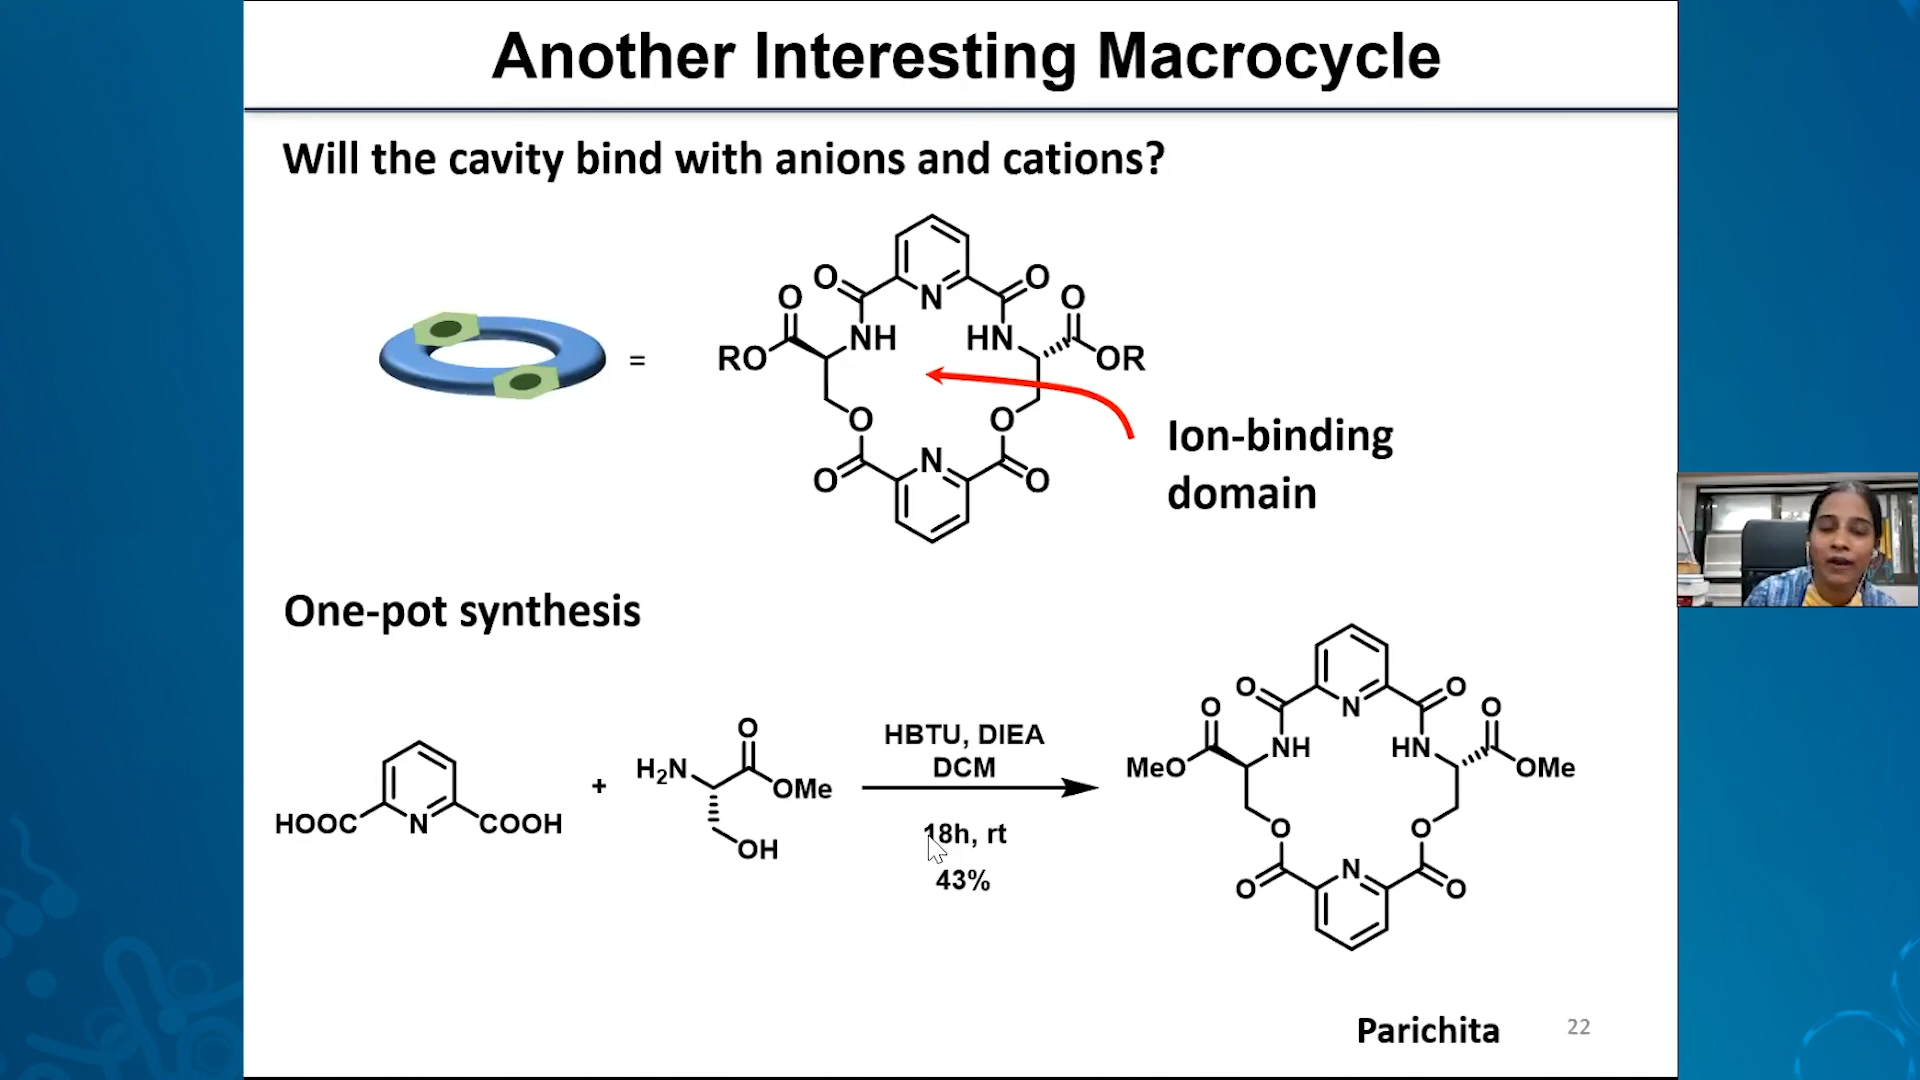 Another Interesting Macrocycle
Will the cavity bind with anions and cations?
=
N
O
O
O
O
NH
HN
RO
OR
O
O
N
O
O
Ion-binding
domain
One-pot synthesis
HOOC
N
COOH
+
H₂N
O
OMe
OH
HBTU, DIEA
DCM
18h, rt
43%
N
O
O
O
O
NH
HN
MeO
OMe
O
O
N
O
O
Parichita
22